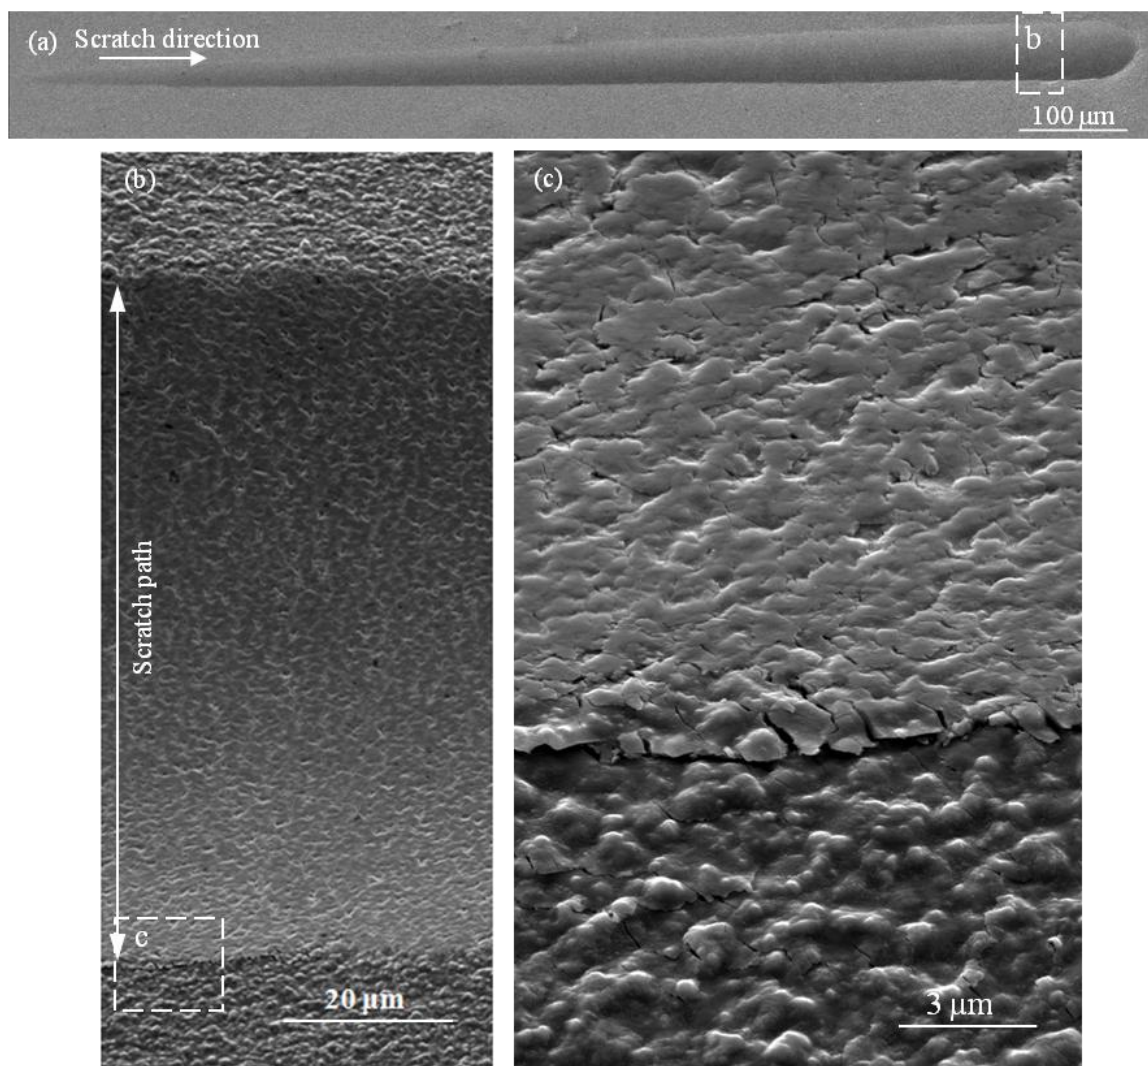 (a)
Scratch direction
b
100 µm
(b)
Scratch path
c
20 µm
(c)
3 µm